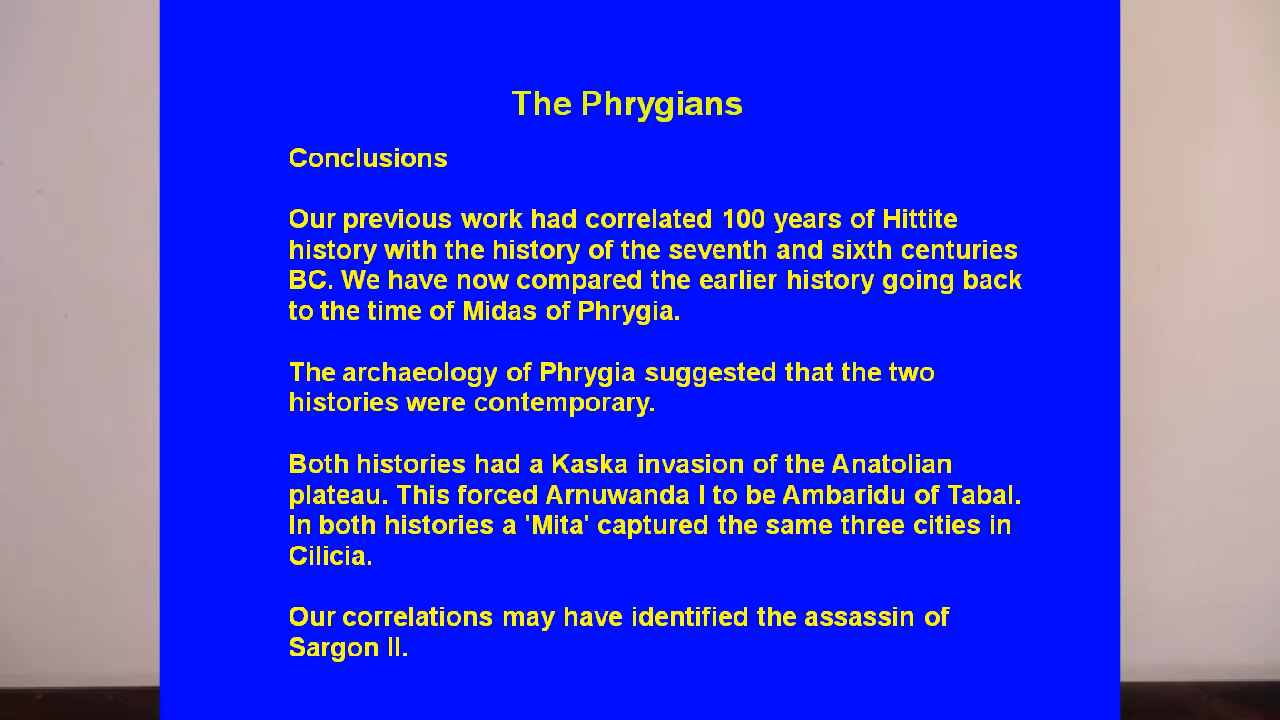 The Phrygians
Conclusions
Our previous work had correlated 100 years of Hittite
history with the history of the seventh and sixth centuries
BC. We have now compared the earlier history going back
to the time of Midas of Phrygia.
The archaeology of Phrygia suggested that the two
histories were contemporary.
Both histories had a Kaska invasion of the Anatolian
plateau. This forced Arnuwanda I to be Ambaridu of Tabal.
In both histories a 'Mita' captured the same three cities in
Cilicia.
Our correlations may have identified the assassin of
Sargon II.